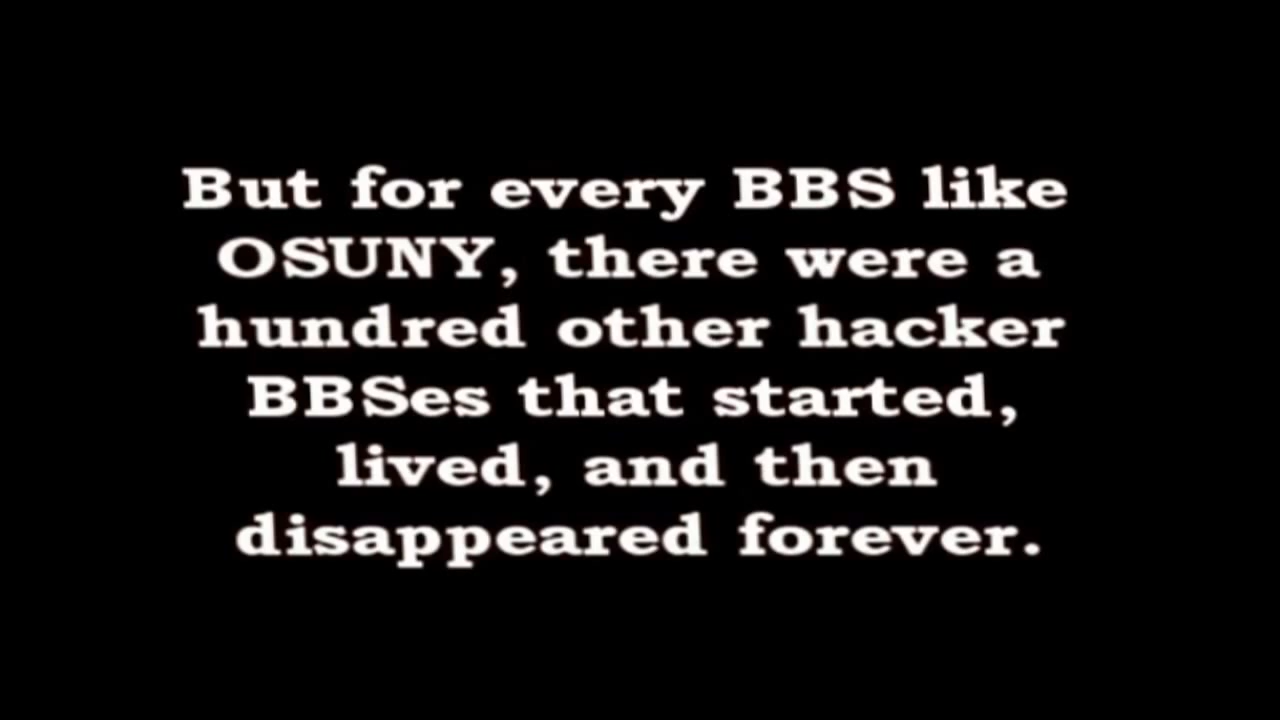 But for every BBS like
OSUNY, there were a
hundred other hacker
BBSes that started,
lived, and then
disappeared forever.